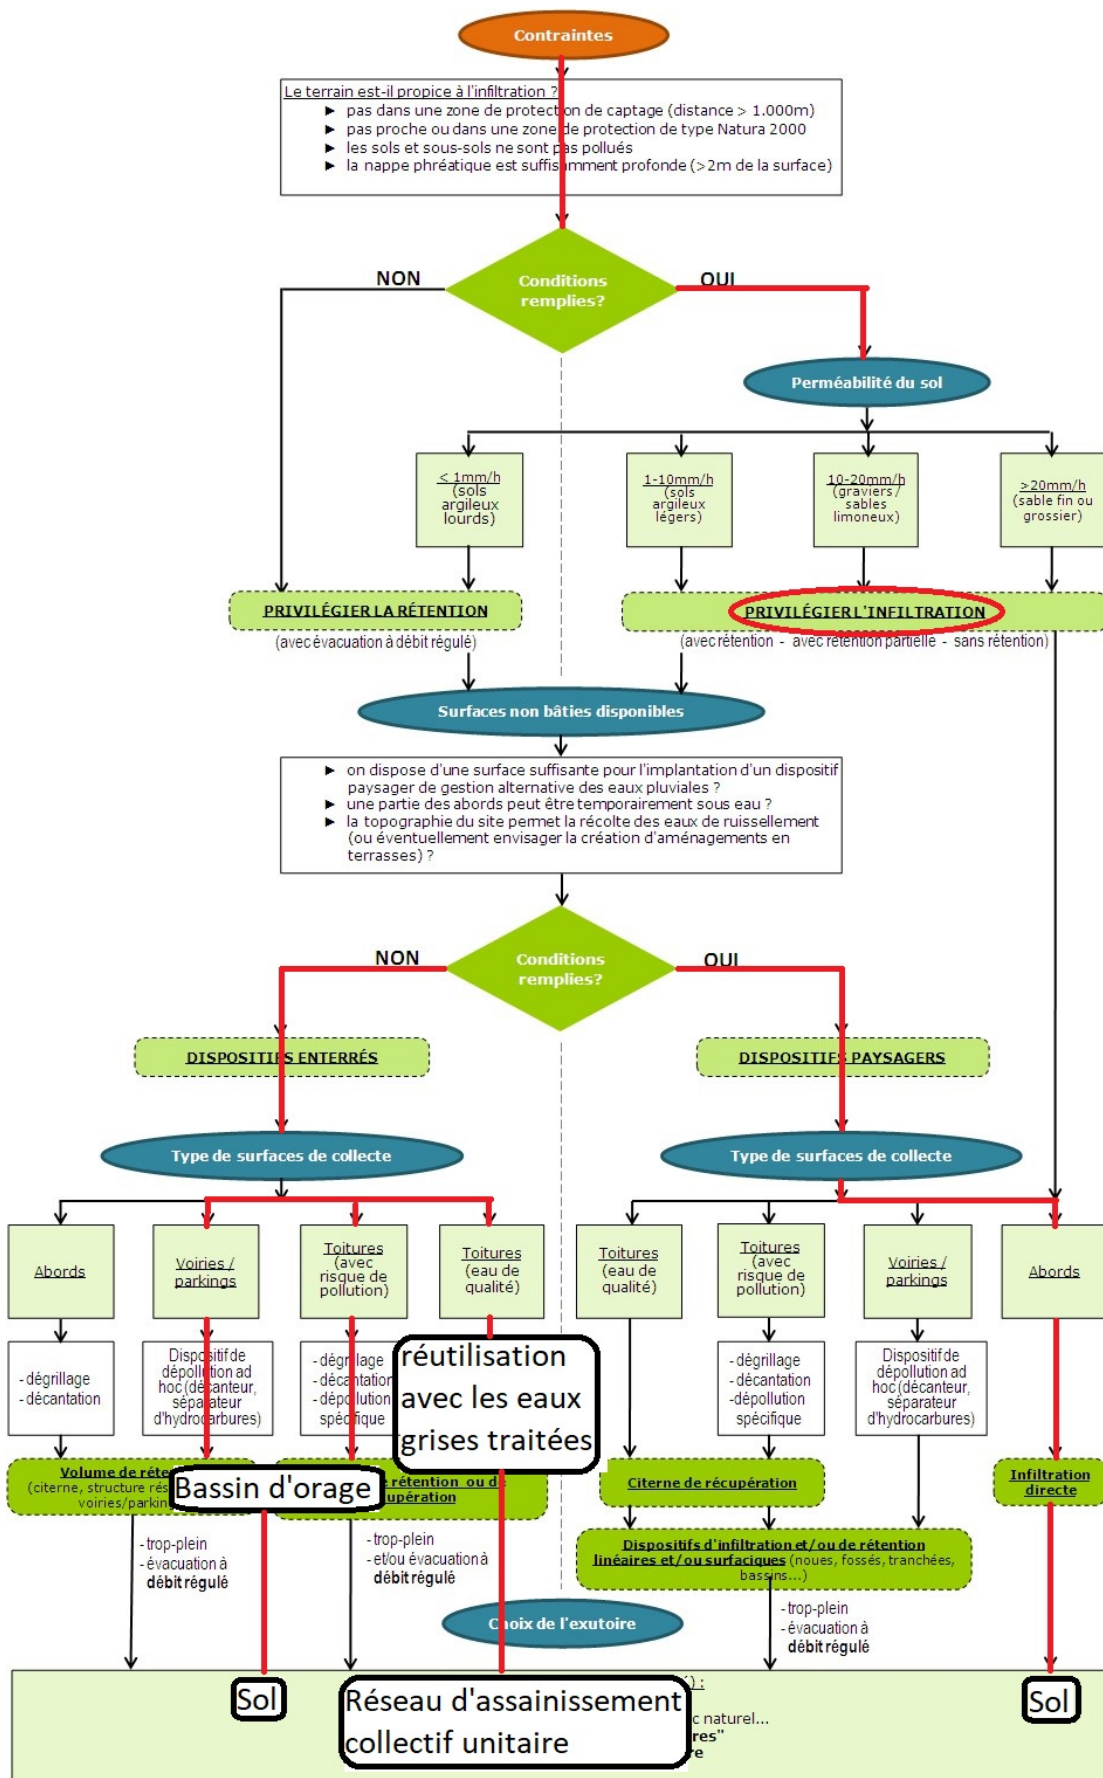 Contraintes
Le terrain est-il propice à l'infiltration ?
► pas dans une zone de protection de captage (distance > 1.000m)
► pas proche ou dans une zone de protection de type Natura 2000
► les sols et sous-sols ne sont pas pollués
► la nappe phréatique est suffisamment profonde (>2m de la surface)
NON
Conditions
remplies?
OUI
Perméabilité du sol
< 1mm/h
(sols
argileux
lourds)
1-10mm/h
(sols
argileux
légers)
10-20mm/h
(graviers /
sables
limoneux)
>20mm/h
(sable fin ou
grossier)
PRIVILÉGIER LA RÉTENTION
(avec évacuation à débit régulé)
PRIVILÉGIER L'INFILTRATION
(avec rétention - avec rétention partielle - sans rétention)
Surfaces non bâties disponibles
► on dispose d'une surface suffisante pour l'implantation d'un dispositif
paysager de gestion alternative des eaux pluviales ?
► une partie des abords peut être temporairement sous eau ?
► la topographie du site permet la récolte des eaux de ruissellement
(ou éventuellement envisager la création d'aménagements en
terrasses) ?
NON
Conditions
remplies?
OUI
DISPOSITIFS ENTERRÉS
DISPOSITIFS PAYSAGERS
Type de surfaces de collecte
Type de surfaces de collecte
Abords
Voiries /
parkings
Toitures
(avec
risque de
pollution)
Toitures
(eau de
qualité)
Toitures
(eau de
qualité)
Toitures
(avec
risque de
pollution)
Voiries /
parkings
Abords
- dégrillage
- décantation
Dispositif de
dépollution ad
hoc (décanteur,
séparateur
d'hydrocarbures)
- dégrillage
- décantation
- dépollution
spécifique
réutilisation
avec les eaux
grises traitées
- dégrillage
- décantation
-dépollution
spécifique
Dispositif de
dépollution ad
hoc (décanteur,
séparateur
d'hydrocarbures)
Volume de
(citerne, structure
voiries/
Bassin d'orage
rétention ou de
Citerne de récupération
Infiltration
directe
- trop-plein
- évacuation à
débit régulé
- trop-plein
- et/ou évacuation à
débit régulé
Dispositifs d'infiltration et/ou de rétention
linéaires et/ou surfaciques (noues, fossés, tranchées,
bassins...)
- trop-plein
- évacuation à
débit régulé
Choix de l'exutoire
Sol
Réseau d'assainissement
collectif unitaire
naturel...
Sol